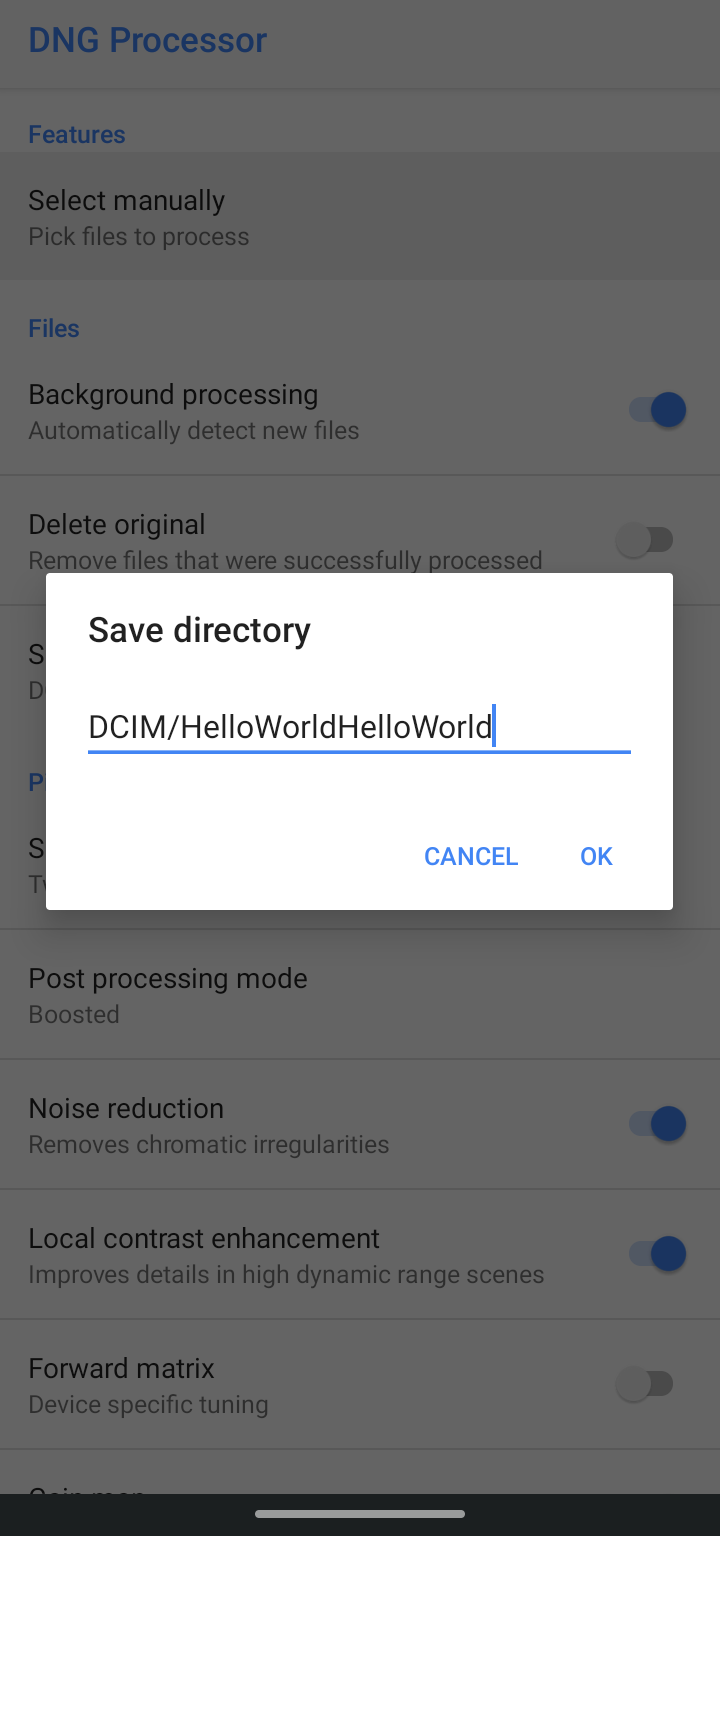 DNG Processor
Features
Select manually
Pick files to process
Files
Background processing
Automatically detect new files
Delete original
Remove files that were successfully processed
Save directory
DCIM/HelloWorldHelloWorld
CANCEL OK
Post processing mode
Boosted
Noise reduction
Removes chromatic irregularities
Local contrast enhancement
Improves details in high dynamic range scenes
Forward matrix
Device specific tuning